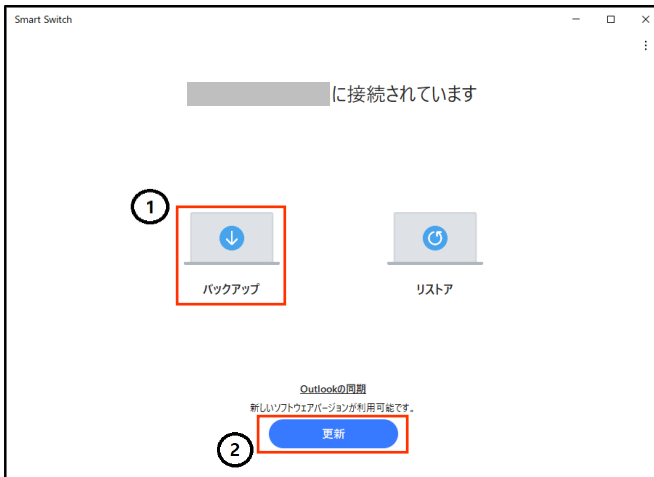 Smart Switch
に接続されています
1
バックアップ
リストア
Outlookの同期
新しいソフトウェアバージョンが利用可能です。
更新
2